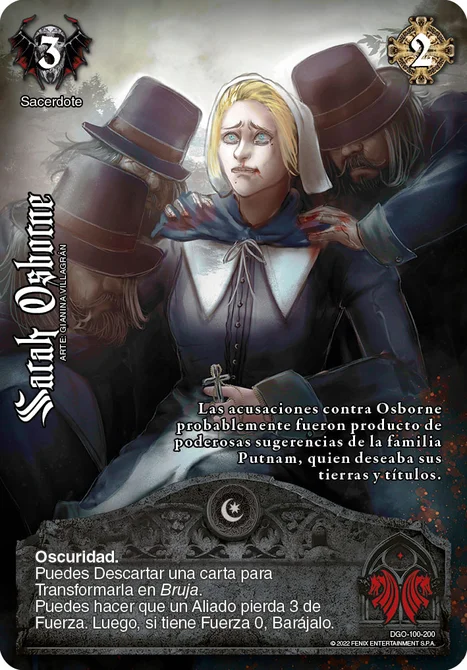 3
2
Sacerdote
Sarah Osborne
ARTE: GIANINA VILLAGRÁN
Las acusaciones contra Osborne
probablemente fueron producto de
poderosas sugerencias de la familia
Putnam, quien deseaba sus
tierras y títulos.
Oscuridad.
Puedes Descartar una carta para
Transformarla en Bruja.
Puedes hacer que un Aliado pierda 3 de
Fuerza. Luego, si tiene Fuerza 0, Barájalo.
DGO-100-200
© 2022 FENIX ENTERTAINMENT S.P.A.